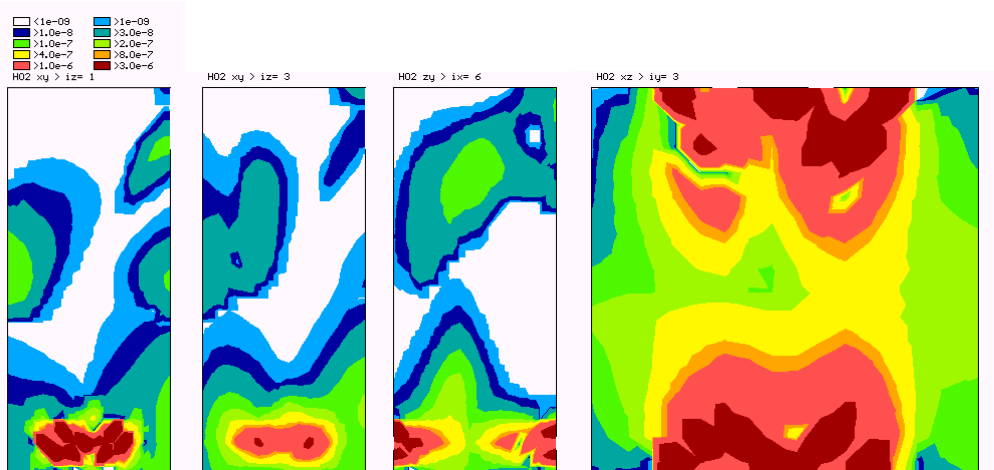 <1e-09 >1e-09
>1.0e-8 >3.0e-8
>1.0e-7 >2.0e-7
>4.0e-7 >8.0e-7
>1.0e-6 >3.0e-6
HO2 xy > iz= 1 HO2 xy > iz= 3 HO2 zy > ix= 6 HO2 xz > iy= 3